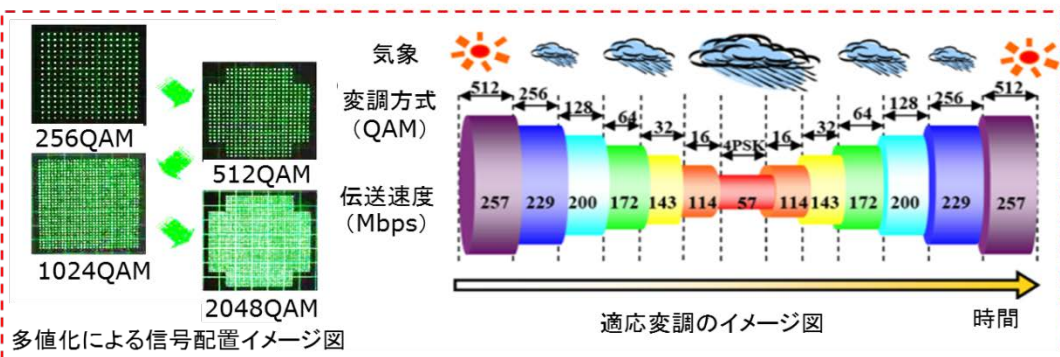 256QAM
512QAM
1024QAM
2048QAM
多値化による信号配置イメージ図
気象
変調方式
(QAM)
512 256 128 64 32 16 4PSK 16 32 64 128 256 512
伝送速度
(Mbps)
257 229 200 172 143 114 57 114 143 172 200 229 257
適応変調のイメージ図
時間